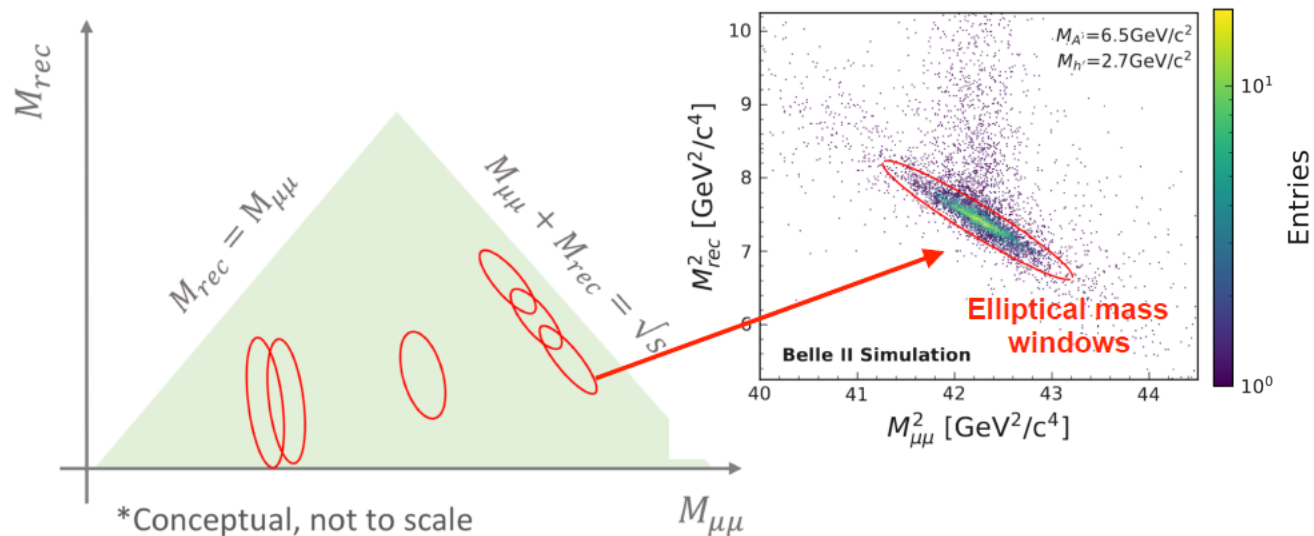 M_rec
M_rec = M_μμ
M_μμ + M_rec = √s
*Conceptual, not to scale
M_μμ
10
9
8
7
6
M²_rec [GeV²/c⁴]
M_A'=6.5GeV/c²
M_h'=2.7GeV/c²
Elliptical mass
windows
Belle II Simulation
40 41 42 43 44
M²_μμ [GeV²/c⁴]
10¹
10⁰
Entries